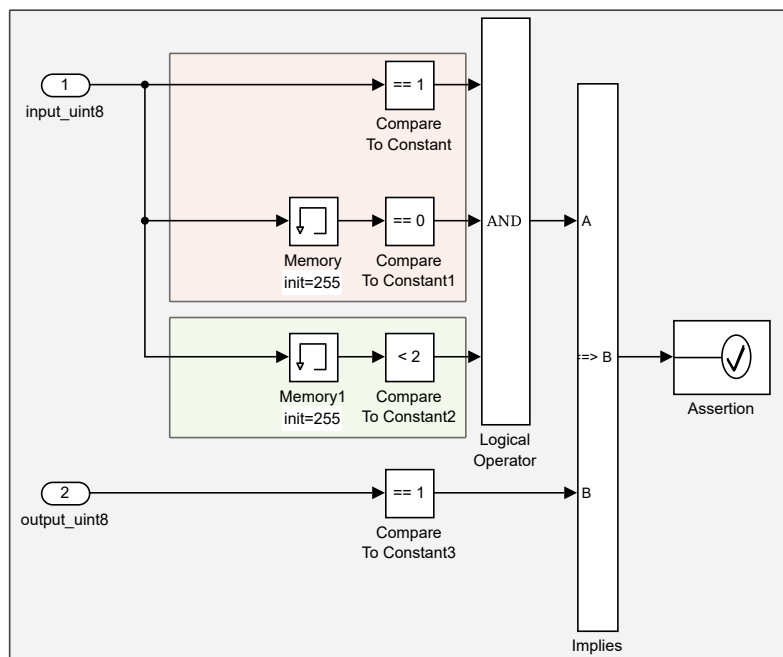 1
input_uint8
== 1
Compare
To Constant
Memory
init=255
== 0
Compare
To Constant1
AND
A
Memory1
init=255
< 2
Compare
To Constant2
Logical
Operator
==> B
Assertion
2
output_uint8
== 1
Compare
To Constant3
B
Implies